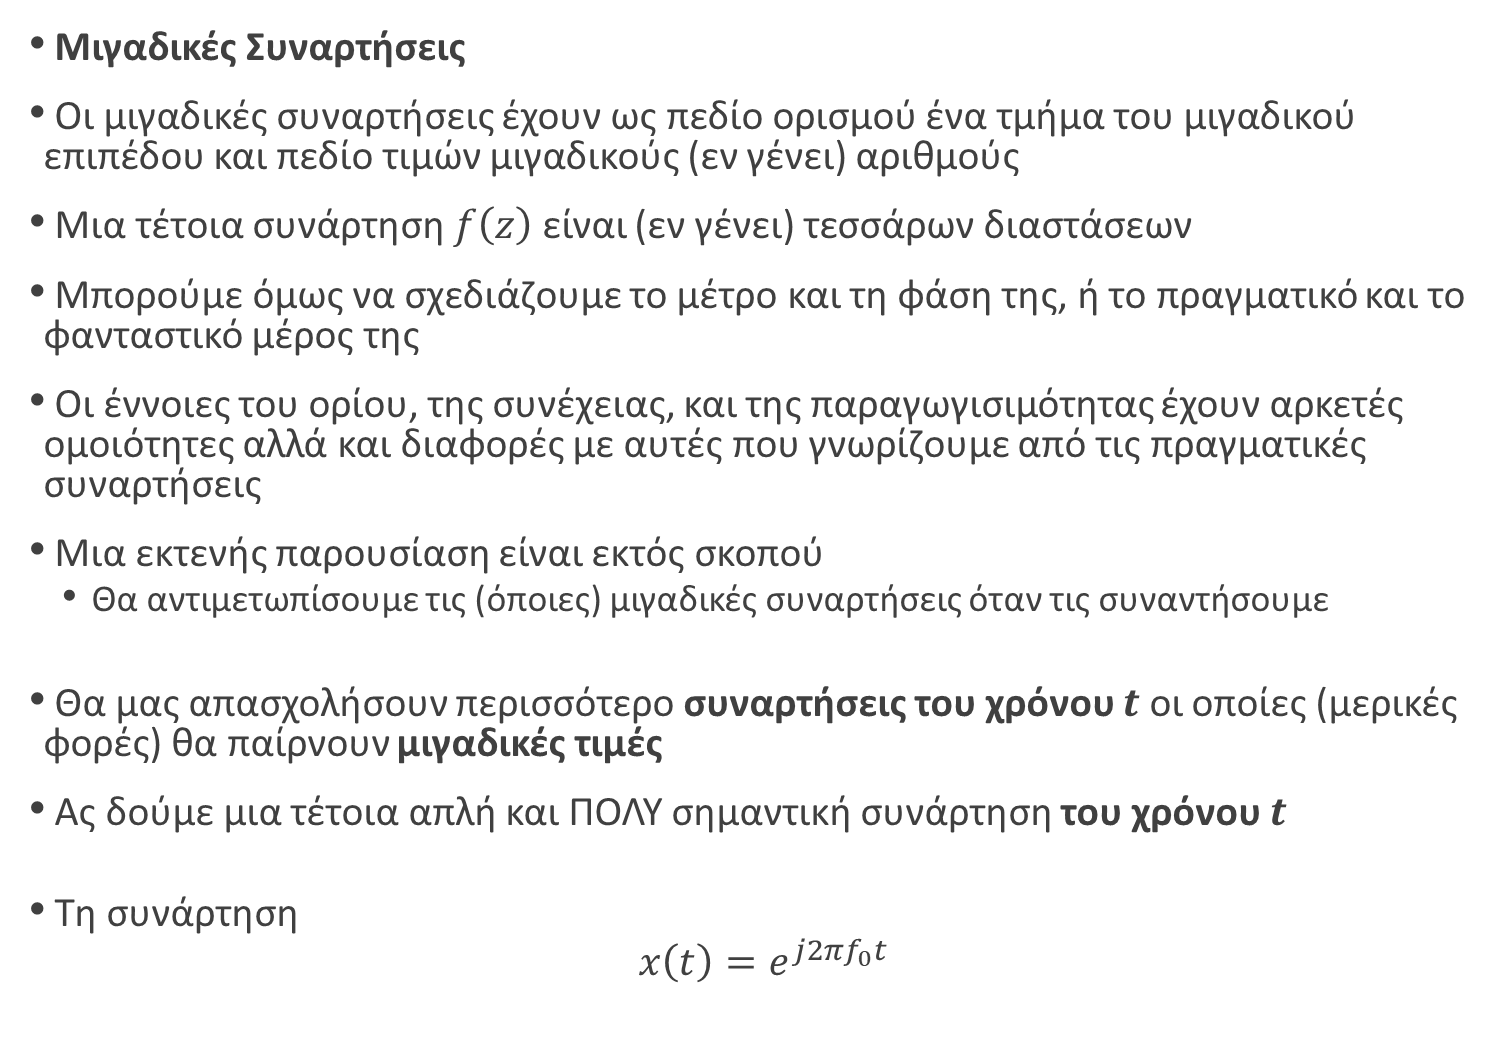 • Μιγαδικές Συναρτήσεις
• Οι μιγαδικές συναρτήσεις έχουν ως πεδίο ορισμού ένα τμήμα του μιγαδικού
επιπέδου και πεδίο τιμών μιγαδικούς (εν γένει) αριθμούς
• Μια τέτοια συνάρτηση f(z) είναι (εν γένει) τεσσάρων διαστάσεων
• Μπορούμε όμως να σχεδιάζουμε το μέτρο και τη φάση της, ή το πραγματικό και το
φανταστικό μέρος της
• Οι έννοιες του ορίου, της συνέχειας, και της παραγωγισιμότητας έχουν αρκετές
ομοιότητες αλλά και διαφορές με αυτές που γνωρίζουμε από τις πραγματικές
συναρτήσεις
• Μια εκτενής παρουσίαση είναι εκτός σκοπού
• Θα αντιμετωπίσουμε τις (όποιες) μιγαδικές συναρτήσεις όταν τις συναντήσουμε
• Θα μας απασχολήσουν περισσότερο συναρτήσεις του χρόνου t οι οποίες (μερικές
φορές) θα παίρνουν μιγαδικές τιμές
• Ας δούμε μια τέτοια απλή και ΠΟΛΥ σημαντική συνάρτηση του χρόνου t
• Τη συνάρτηση
x(t) = e^{j2πf₀t}